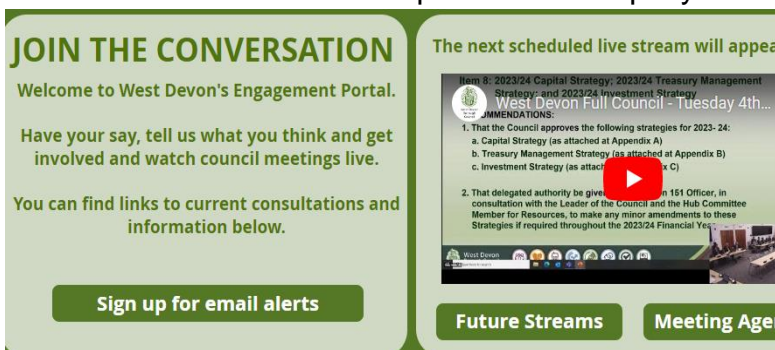 JOIN THE CONVERSATION
Welcome to West Devon's Engagement Portal.
Have your say, tell us what you think and get
involved and watch council meetings live.
You can find links to current consultations and
information below.
Sign up for email alerts
The next scheduled live stream will appea
Item 8: 2023/24 Capital Strategy; 2023/24 Treasury Management
Strategy; and 2023/24 Investment Strategy
West Devon Full Council - Tuesday 4th...
MMENDATIONS:
1. That the Council approves the following strategies for 2023- 24:
a. Capital Strategy (as attached at Appendix A)
b. Treasury Management Strategy (as attached at Appendix B)
c. Investment Strategy (as attach x C)
2. That delegated authority be give n 151 Officer, in
consultation with the Leader of the Council and the Hub Committee
Member for Resources, to make any minor amendments to these
Strategies if required throughout the 2023/24 Financial Year
West Devon
Future Streams
Meeting Age